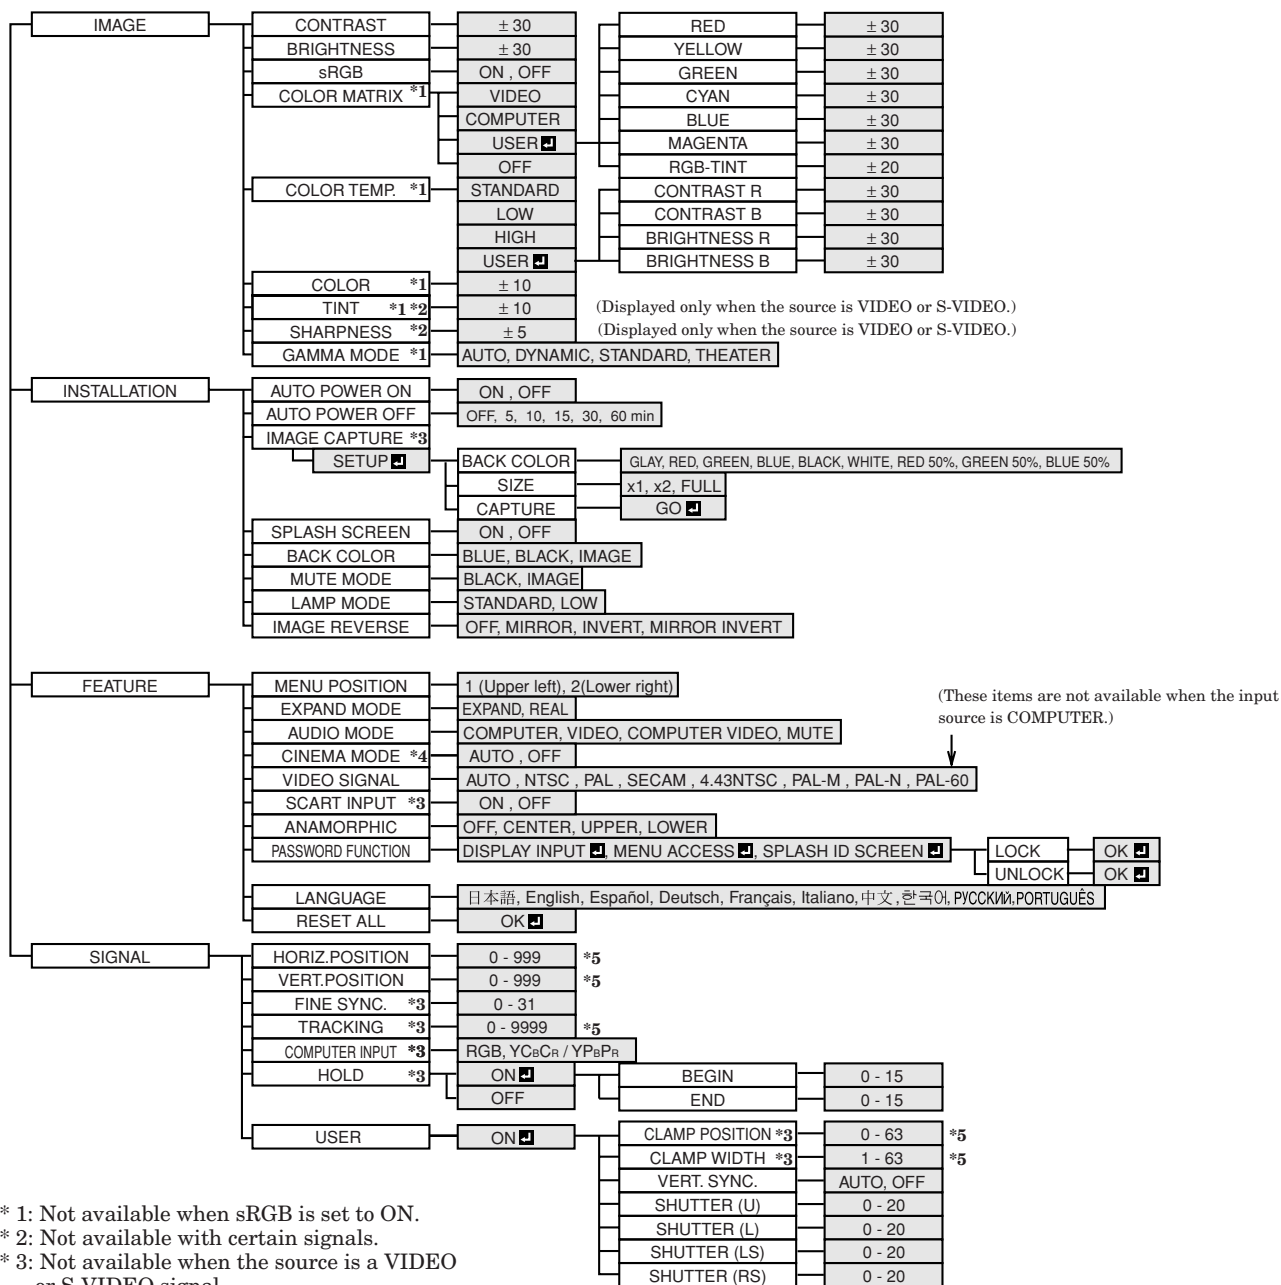 IMAGE CONTRAST ± 30 RED ± 30
BRIGHTNESS ± 30 YELLOW ± 30
sRGB ON , OFF GREEN ± 30
COLOR MATRIX *1 VIDEO CYAN ± 30
COMPUTER BLUE ± 30
USER MAGENTA ± 30
OFF RGB-TINT ± 20
COLOR TEMP. *1 STANDARD CONTRAST R ± 30
LOW CONTRAST B ± 30
HIGH BRIGHTNESS R ± 30
USER BRIGHTNESS B ± 30
COLOR *1 ± 10
TINT *1 *2 ± 10 (Displayed only when the source is VIDEO or S-VIDEO.)
SHARPNESS *2 ± 5 (Displayed only when the source is VIDEO or S-VIDEO.)
GAMMA MODE *1 AUTO, DYNAMIC, STANDARD, THEATER
INSTALLATION AUTO POWER ON ON , OFF
AUTO POWER OFF OFF, 5, 10, 15, 30, 60 min
IMAGE CAPTURE *3
SETUP BACK COLOR GLAY, RED, GREEN, BLUE, BLACK, WHITE, RED 50%, GREEN 50%, BLUE 50%
SIZE x1, x2, FULL
CAPTURE GO
SPLASH SCREEN ON , OFF
BACK COLOR BLUE, BLACK, IMAGE
MUTE MODE BLACK, IMAGE
LAMP MODE STANDARD, LOW
IMAGE REVERSE OFF, MIRROR, INVERT, MIRROR INVERT
FEATURE MENU POSITION 1 (Upper left), 2(Lower right)
(These items are not available when the input
source is COMPUTER.)
EXPAND MODE EXPAND, REAL
AUDIO MODE COMPUTER, VIDEO, COMPUTER VIDEO, MUTE
CINEMA MODE *4 AUTO , OFF
VIDEO SIGNAL AUTO , NTSC , PAL , SECAM , 4.43NTSC , PAL-M , PAL-N , PAL-60
SCART INPUT *3 ON , OFF
ANAMORPHIC OFF, CENTER, UPPER, LOWER
PASSWORD FUNCTION DISPLAY INPUT , MENU ACCESS , SPLASH ID SCREEN LOCK OK
UNLOCK OK
LANGUAGE 日本語, English, Español, Deutsch, Français, Italiano, 中文, 한국어, РУССКИЙ, PORTUGUÊS
RESET ALL OK
SIGNAL HORIZ.POSITION 0 - 999 *5
VERT.POSITION 0 - 999 *5
FINE SYNC. *3 0 - 31
TRACKING *3 0 - 9999 *5
COMPUTER INPUT *3 RGB, YCBCR / YPBPR
HOLD *3 ON BEGIN 0 - 15
OFF END 0 - 15
USER ON CLAMP POSITION *3 0 - 63 *5
CLAMP WIDTH *3 1 - 63 *5
VERT. SYNC. AUTO, OFF
SHUTTER (U) 0 - 20
SHUTTER (L) 0 - 20
SHUTTER (LS) 0 - 20
SHUTTER (RS) 0 - 20
* 1: Not available when sRGB is set to ON.
* 2: Not available with certain signals.
* 3: Not available when the source is a VIDEO
or S-VIDEO signal